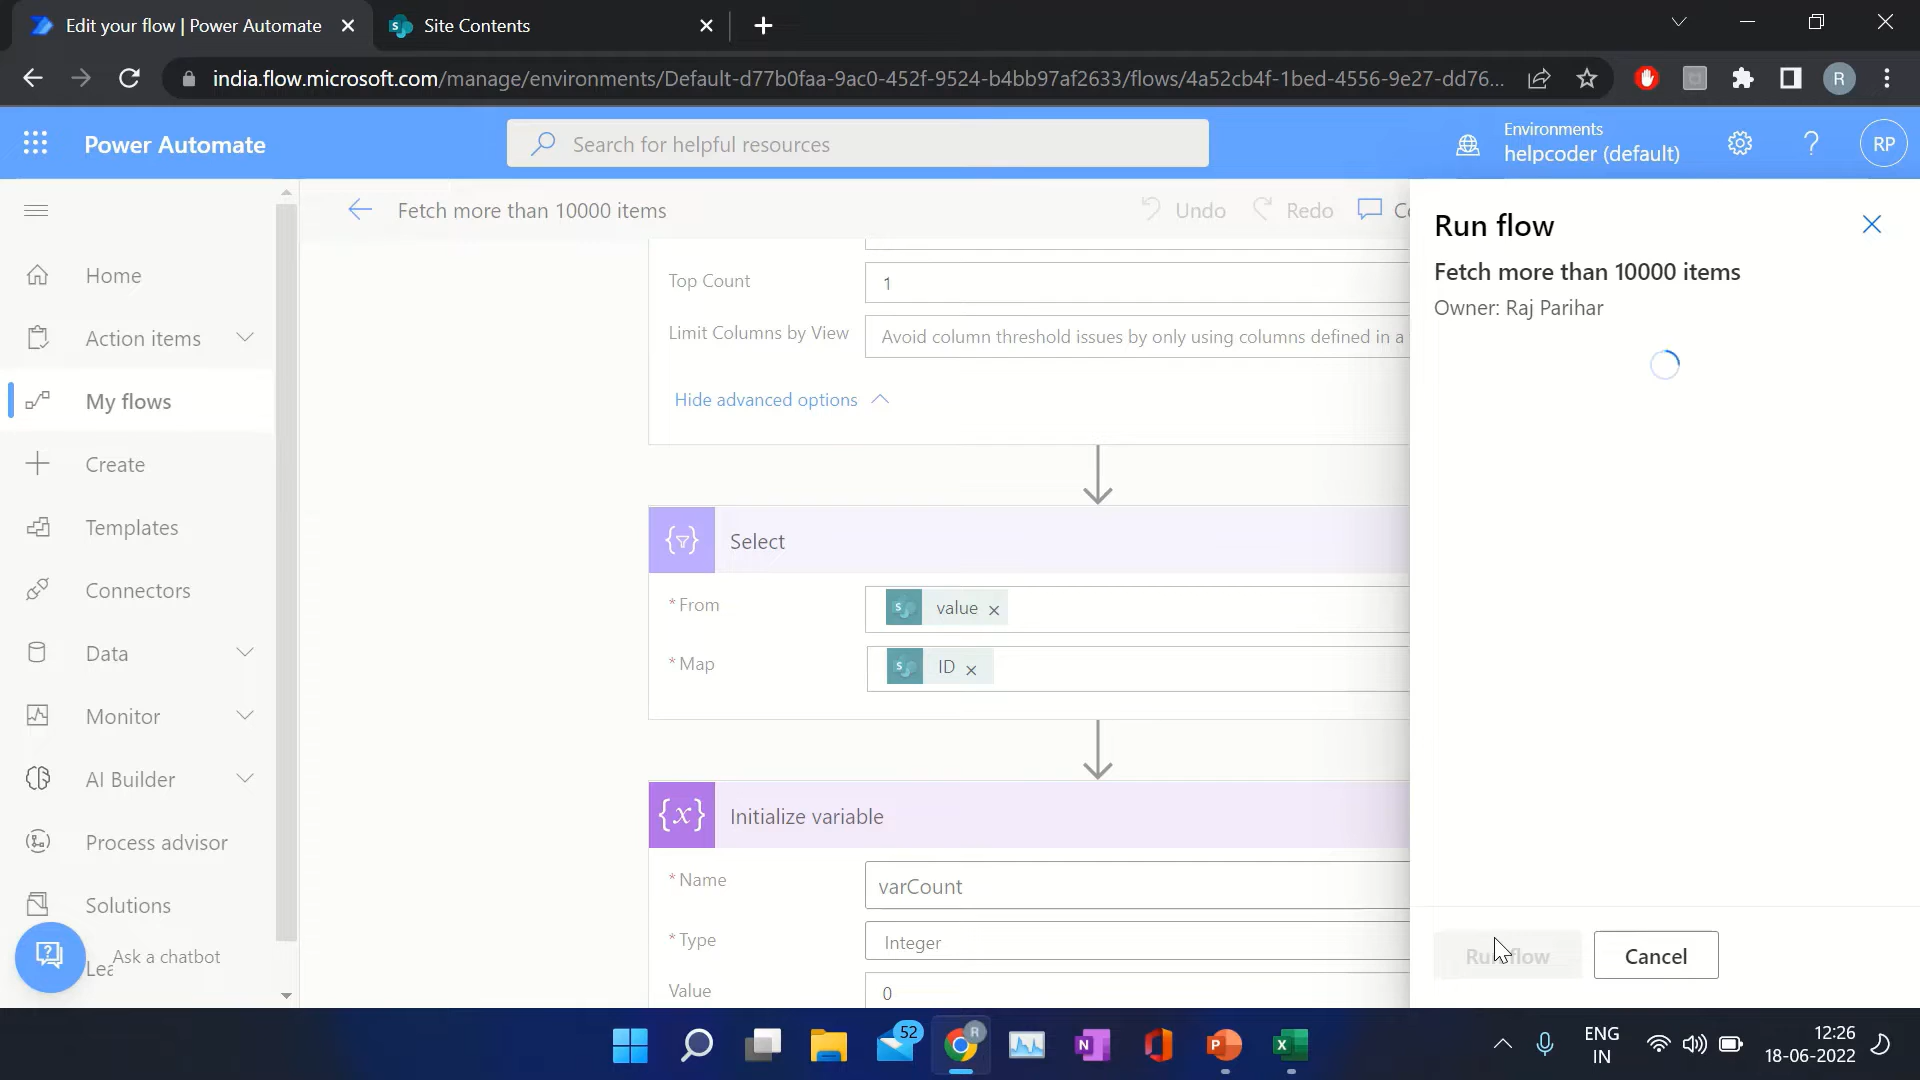 Edit your flow | Power Automate
Site Contents
india.flow.microsoft.com/manage/environments/Default-d77b0faa-9ac0-452f-9524-b4bb97af2633/flows/4a52cb4f-1bed-4556-9e27-dd76...
R
Power Automate
Search for helpful resources
Environments
helpcoder (default)
RP
Fetch more than 10000 items
Undo
Redo
Home
Action items
My flows
Create
Templates
Connectors
Data
Monitor
AI Builder
Process advisor
Solutions
Ask a chatbot
Top Count
1
Limit Columns by View
Avoid column threshold issues by only using columns defined in a
Hide advanced options
Select
* From
value
* Map
ID
Initialize variable
* Name
varCount
* Type
Integer
Value
0
Run flow
Fetch more than 10000 items
Owner: Raj Parihar
Run flow
Cancel
52
R
ENG
IN
12:26
18-06-2022